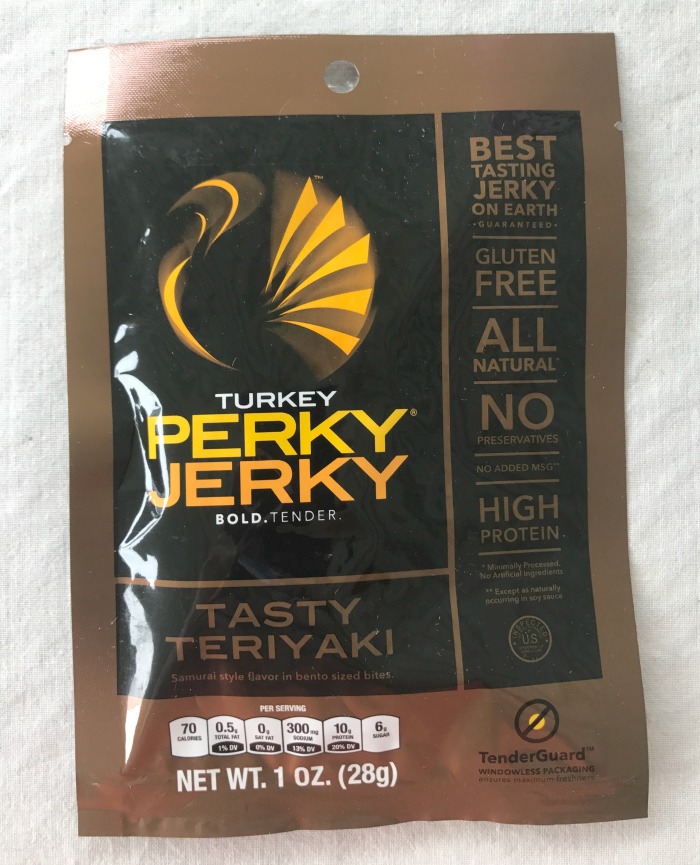 ™
TURKEY
PERKY®
JERKY
BOLD.TENDER.
TASTY
TERIYAKI
Samurai style flavor in bento sized bites.
BEST
TASTING
JERKY
ON EARTH
•GUARANTEED•
GLUTEN
FREE
ALL
NATURAL*
NO
PRESERVATIVES
NO ADDED MSG**
HIGH
PROTEIN
* Minimally Processed.
No Artificial Ingredients
** Except as naturally
occurring in soy sauce
INSPECTED
U.S.
PER SERVING
70
CALORIES
0.5g
TOTAL FAT
1% DV
0g
SAT FAT
0% DV
300mg
SODIUM
13% DV
10g
PROTEIN
20% DV
6g
SUGAR
NET WT. 1 OZ. (28g)
TenderGuard™
WINDOWLESS PACKAGING
ensures maximum freshness